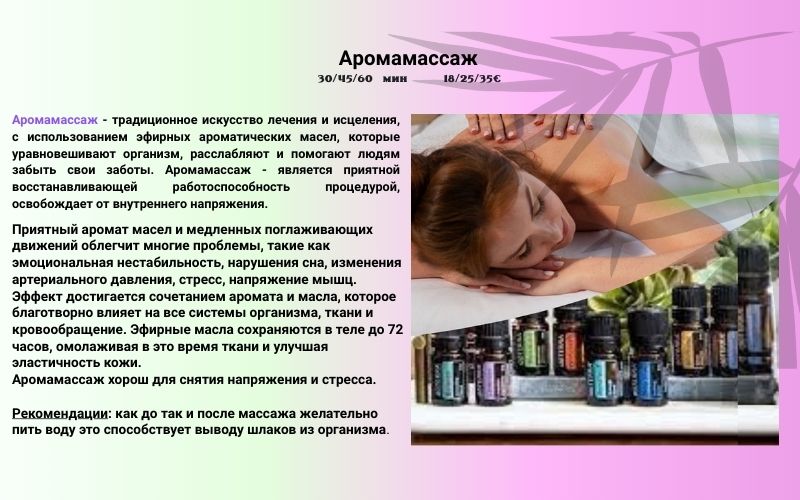 Аромамассаж
30/45/60 мин 18/25/35€
Аромамассаж - традиционное искусство лечения и исцеления,
с использованием эфирных ароматических масел, которые
уравновешивают организм, расслабляют и помогают людям
забыть свои заботы. Аромамассаж - является приятной
восстанавливающей работоспособность процедурой,
освобождает от внутреннего напряжения.
Приятный аромат масел и медленных поглаживающих
движений облегчит многие проблемы, такие как
эмоциональная нестабильность, нарушения сна, изменения
артериального давления, стресс, напряжение мышц.
Эффект достигается сочетанием аромата и масла, которое
благотворно влияет на все системы организма, ткани и
кровообращение. Эфирные масла сохраняются в теле до 72
часов, омолаживая в это время ткани и улучшая
эластичность кожи.
Аромамассаж хорош для снятия напряжения и стресса.
Рекомендации: как до так и после массажа желательно
пить воду это способствует выводу шлаков из организма.